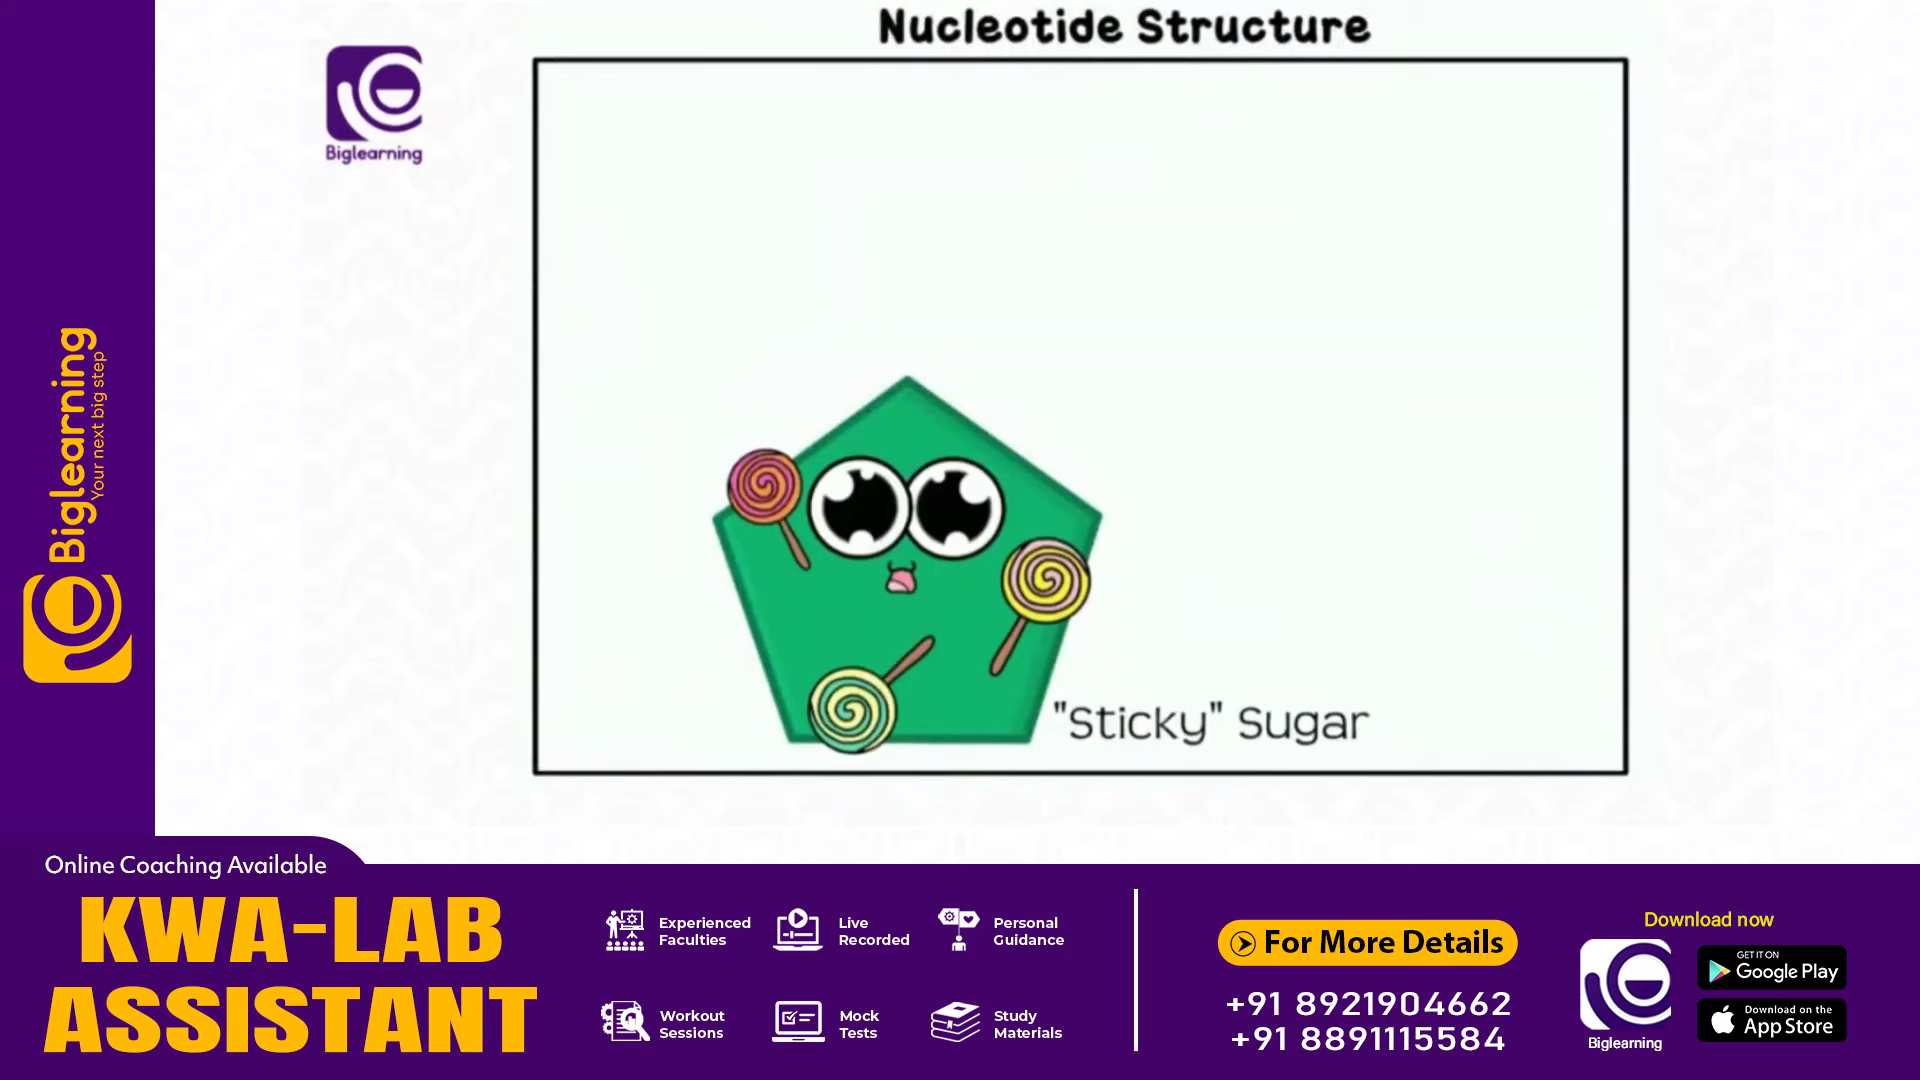 Nucleotide Structure
Biglearning
"Sticky" Sugar
Biglearning
Your next big step
Online Coaching Available
KWA-LAB
ASSISTANT
Experienced
Faculties
Live
Recorded
Personal
Guidance
Workout
Sessions
Mock
Tests
Study
Materials
For More Details
+91 8921904662
+91 8891115584
Download now
Biglearning
GET IT ON
Google Play
Download on the
App Store